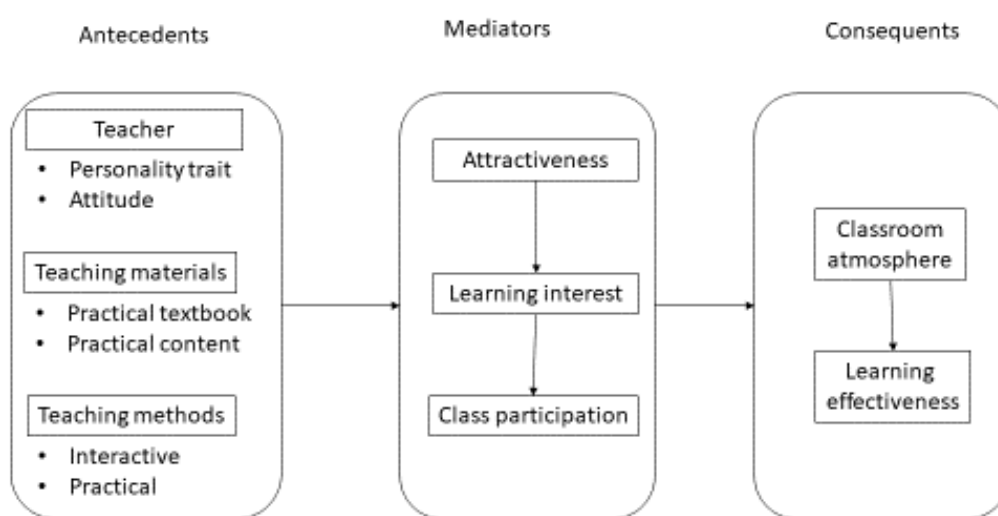 Antecedents
Mediators
Consequents
Teacher
• Personality trait
• Attitude
Teaching materials
• Practical textbook
• Practical content
Teaching methods
• Interactive
• Practical
Attractiveness
Learning interest
Class participation
Classroom
atmosphere
Learning
effectiveness